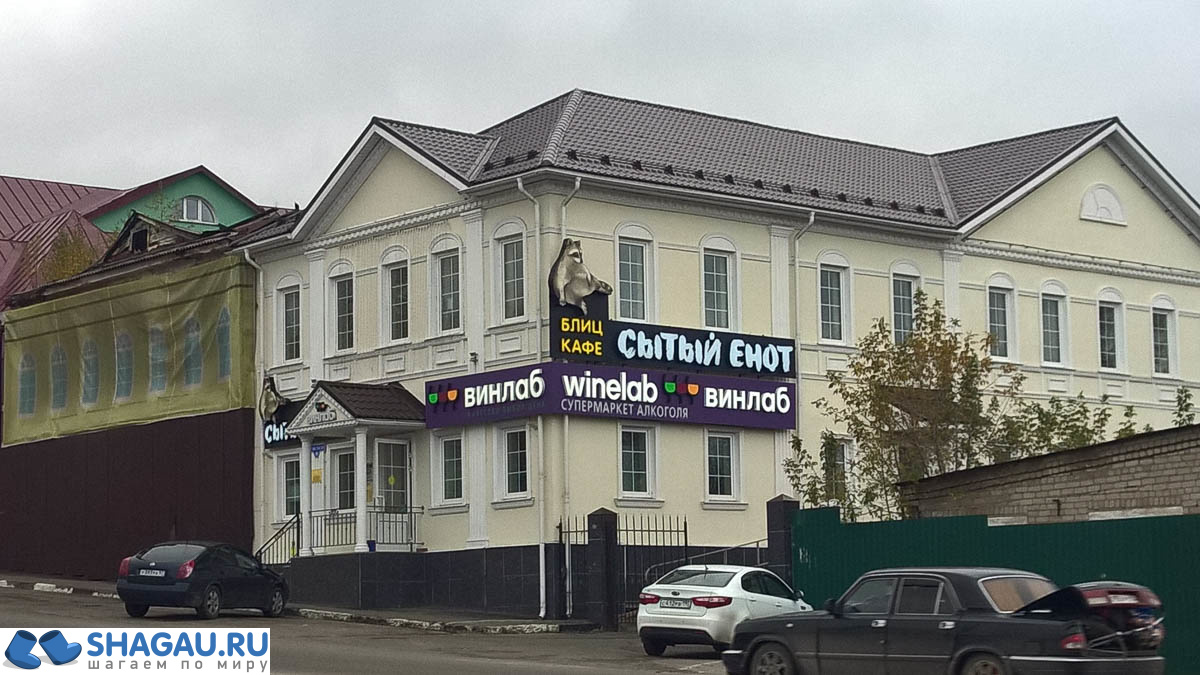 БЛИЦ
КАФЕ
СЫТЫЙ ЕНОТ
ВИНЛАБ
winelab
СУПЕРМАРКЕТ АЛКОГОЛЯ
ВИНЛАБ
SHAGAU.RU
шагаем по миру